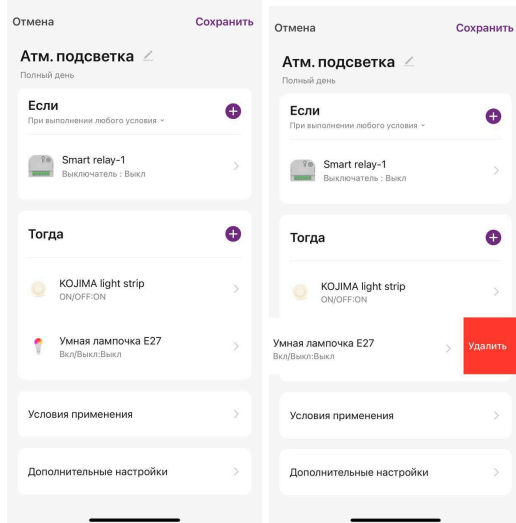 Отмена
Сохранить
Атм. подсветка
Полный день
Если
При выполнении любого условия
Smart relay-1
Выключатель : Выкл
Тогда
KOJIMA light strip
ON/OFF:ON
Умная лампочка E27
Вкл/Выкл:Выкл
Условия применения
Дополнительные настройки
Отмена
Сохранить
Атм. подсветка
Полный день
Если
При выполнении любого условия
Smart relay-1
Выключатель : Выкл
Тогда
KOJIMA light strip
ON/OFF:ON
Умная лампочка E27
Вкл/Выкл:Выкл
Удалить
Условия применения
Дополнительные настройки